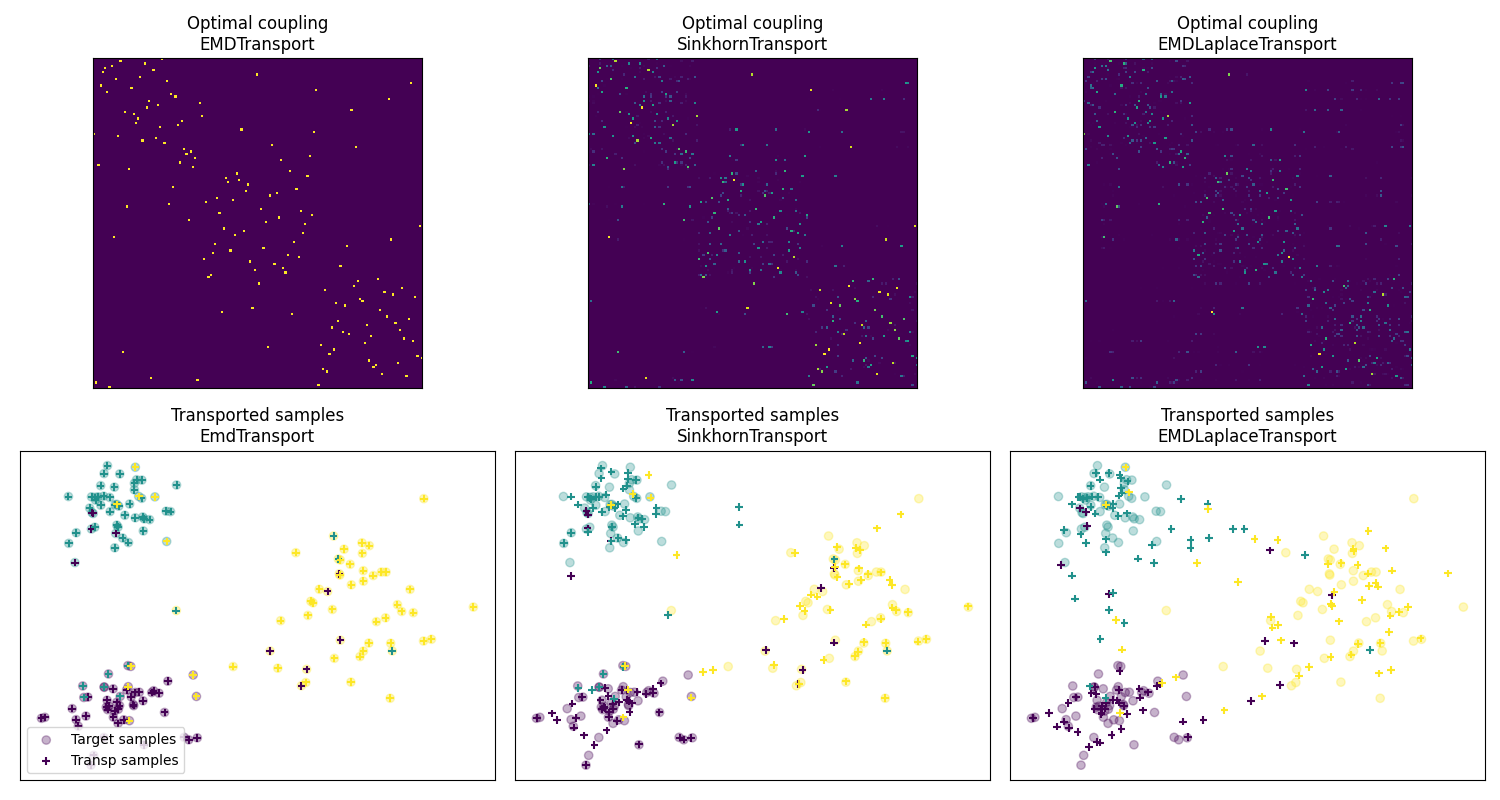 Optimal coupling
EMDTransport
Optimal coupling
SinkhornTransport
Optimal coupling
EMDLaplaceTransport
Transported samples
EmdTransport
Transported samples
SinkhornTransport
Transported samples
EMDLaplaceTransport
Target samples
Transp samples